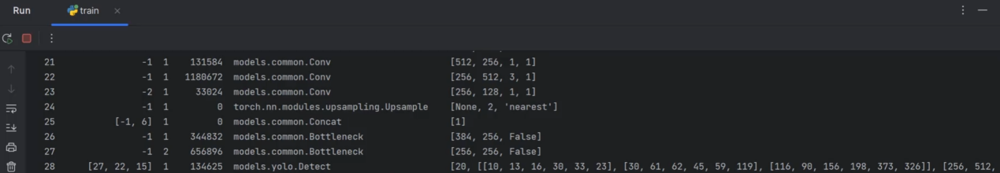 Run train
21 -1 1 131584 models.common.Conv [512, 256, 1, 1]
22 -1 1 1180672 models.common.Conv [256, 512, 3, 1]
23 -2 1 33024 models.common.Conv [256, 128, 1, 1]
24 -1 1 0 torch.nn.modules.upsampling.Upsample [None, 2, 'nearest']
25 [-1, 6] 1 0 models.common.Concat [1]
26 -1 1 344832 models.common.Bottleneck [384, 256, False]
27 -1 2 656896 models.common.Bottleneck [256, 256, False]
28 [27, 22, 15] 1 134625 models.yolo.Detect [20, [[10, 13, 16, 30, 33, 23], [30, 61, 62, 45, 59, 119], [116, 90, 156, 198, 373, 326]], [256, 512,